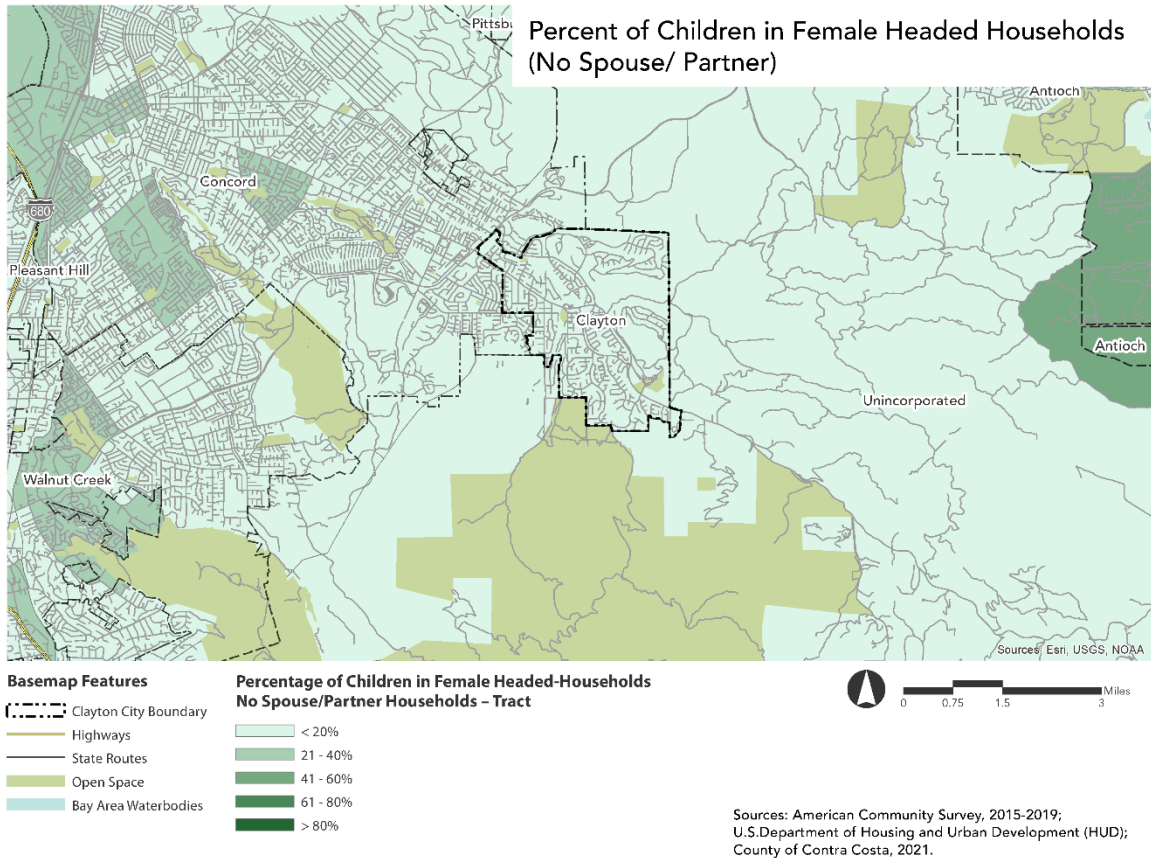 Percent of Children in Female Headed Households
(No Spouse/ Partner)
Antioch
Concord
680
Pleasant Hill
Clayton
Antioch
Unincorporated
Walnut Creek
Sources: Esri, USGS, NOAA
Basemap Features
Clayton City Boundary
Highways
State Routes
Open Space
Bay Area Waterbodies
Percentage of Children in Female Headed-Households
No Spouse/Partner Households – Tract
< 20%
21 - 40%
41 - 60%
61 - 80%
> 80%
Miles
0 0.75 1.5 3
Sources: American Community Survey, 2015-2019;
U.S.Department of Housing and Urban Development (HUD);
County of Contra Costa, 2021.